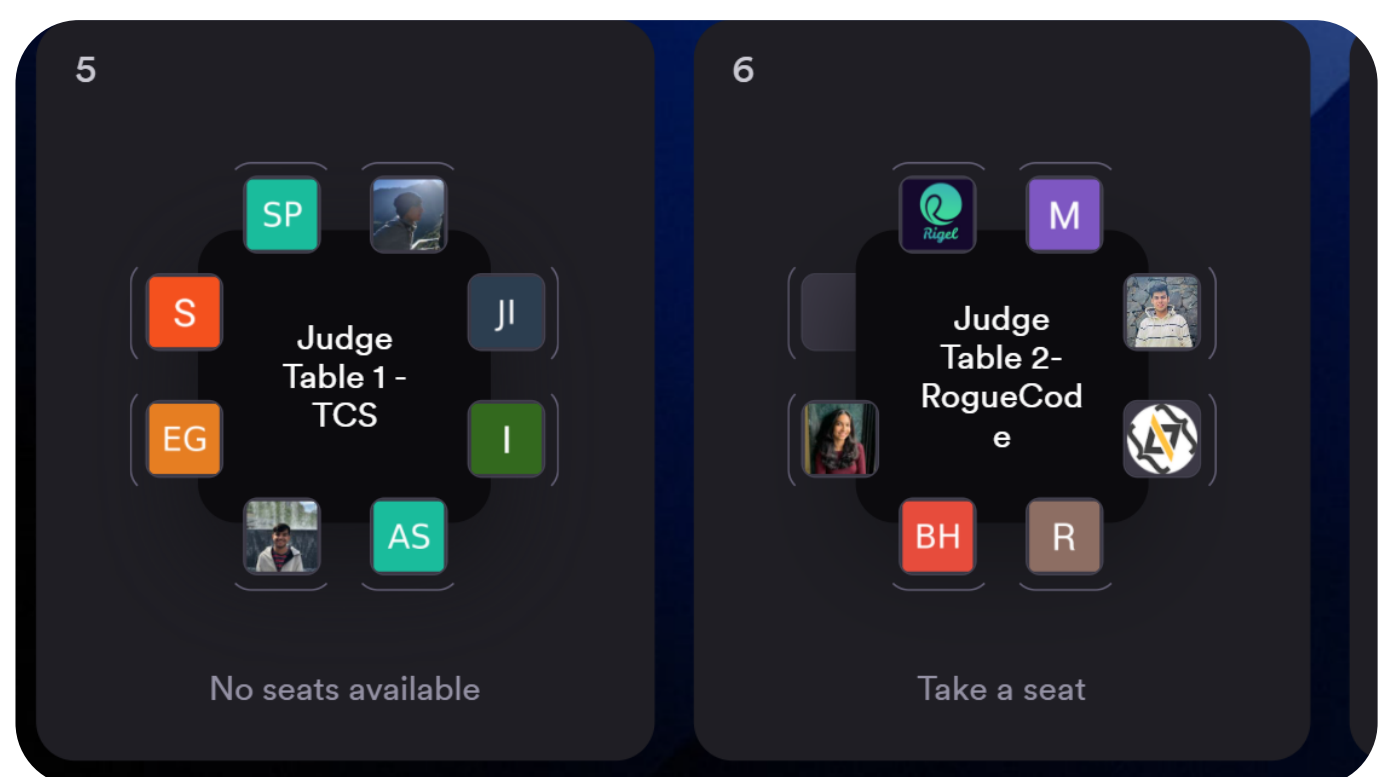 5
SP
S
JI
Judge
Table 1 -
TCS
EG
I
AS
No seats available
6
Rigel
M
Judge
Table 2-
RogueCod
e
BH
R
Take a seat